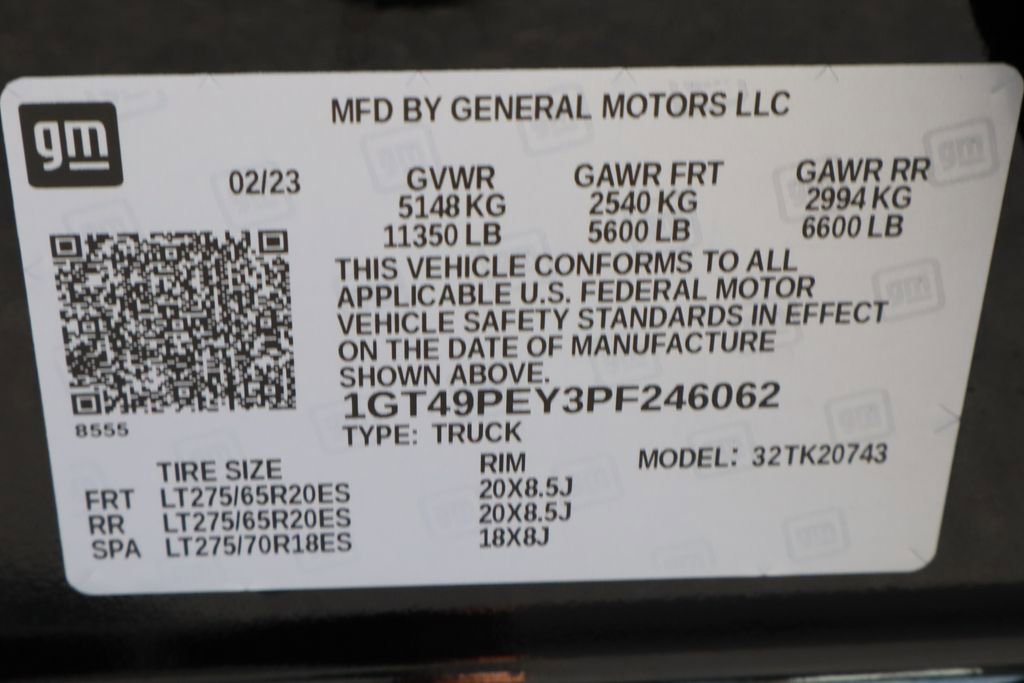 gm
MFD BY GENERAL MOTORS LLC
02/23
GVWR GAWR FRT GAWR RR
5148 KG 2540 KG 2994 KG
11350 LB 5600 LB 6600 LB
THIS VEHICLE CONFORMS TO ALL
APPLICABLE U.S. FEDERAL MOTOR
VEHICLE SAFETY STANDARDS IN EFFECT
ON THE DATE OF MANUFACTURE
SHOWN ABOVE.
1GT49PEY3PF246062
8555
TYPE: TRUCK
TIRE SIZE RIM MODEL: 32TK20743
FRT LT275/65R20ES 20X8.5J
RR LT275/65R20ES 20X8.5J
SPA LT275/70R18ES 18X8J